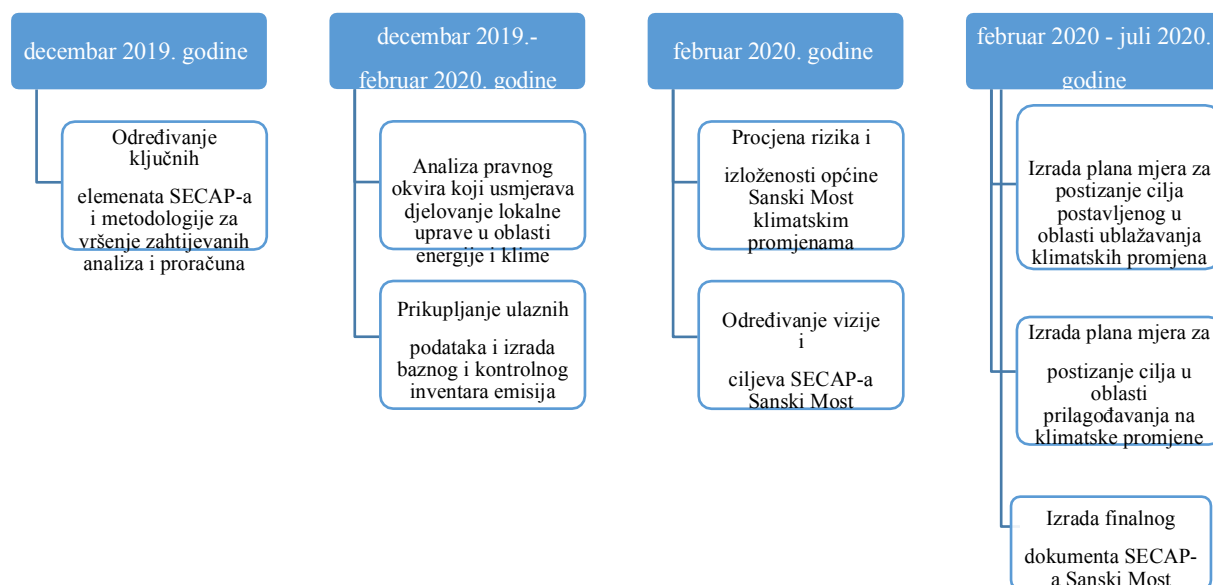 decembar 2019. godine
Određivanje
ključnih
elemenata SECAP-a
i metodologije za
vršenje zahtijevanih
analiza i proračuna
decembar 2019.-
februar 2020. godine
Analiza pravnog
okvira koji usmjerava
djelovanje lokalne
uprave u oblasti
energije i klime
Prikupljanje ulaznih
podataka i izrada
baznog i kontrolnog
inventara emisija
februar 2020. godine
Procjena rizika i
izloženosti općine
Sanski Most
klimatskim
promjenama
Određivanje vizije
i
ciljeva SECAP-a
Sanski Most
februar 2020 - juli 2020.
godine
Izrada plana mjera za
postizanje cilja
postavljenog u
oblasti ublažavanja
klimatskih promjena
Izrada plana mjera za
postizanje cilja u
oblasti
prilagođavanja na
klimatske promjene
Izrada finalnog
dokumenta SECAP-
a Sanski Most